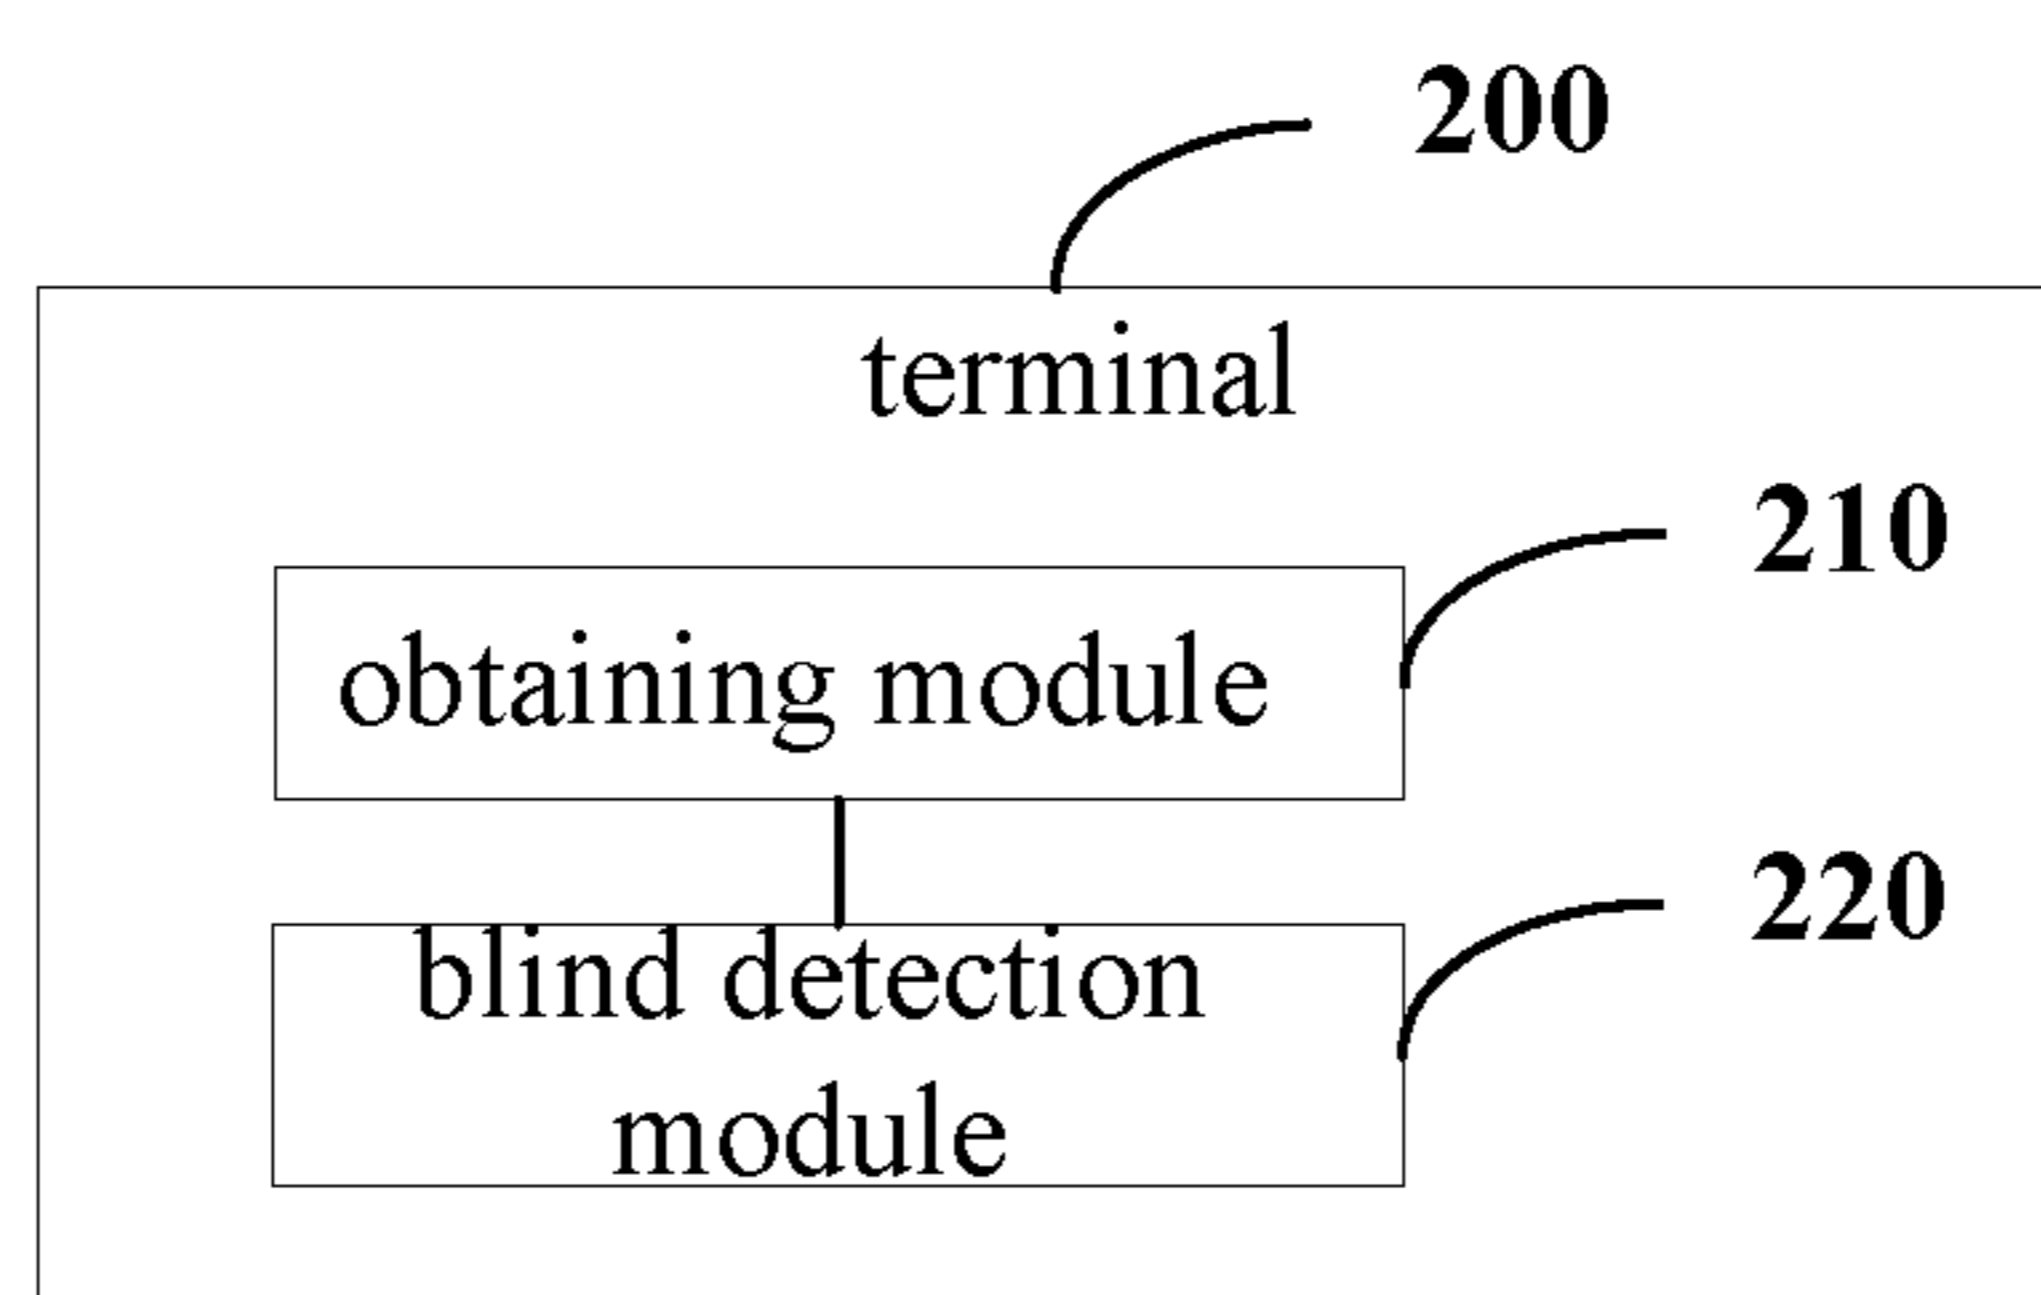 200
terminal
210
obtaining module
220
blind detection
module